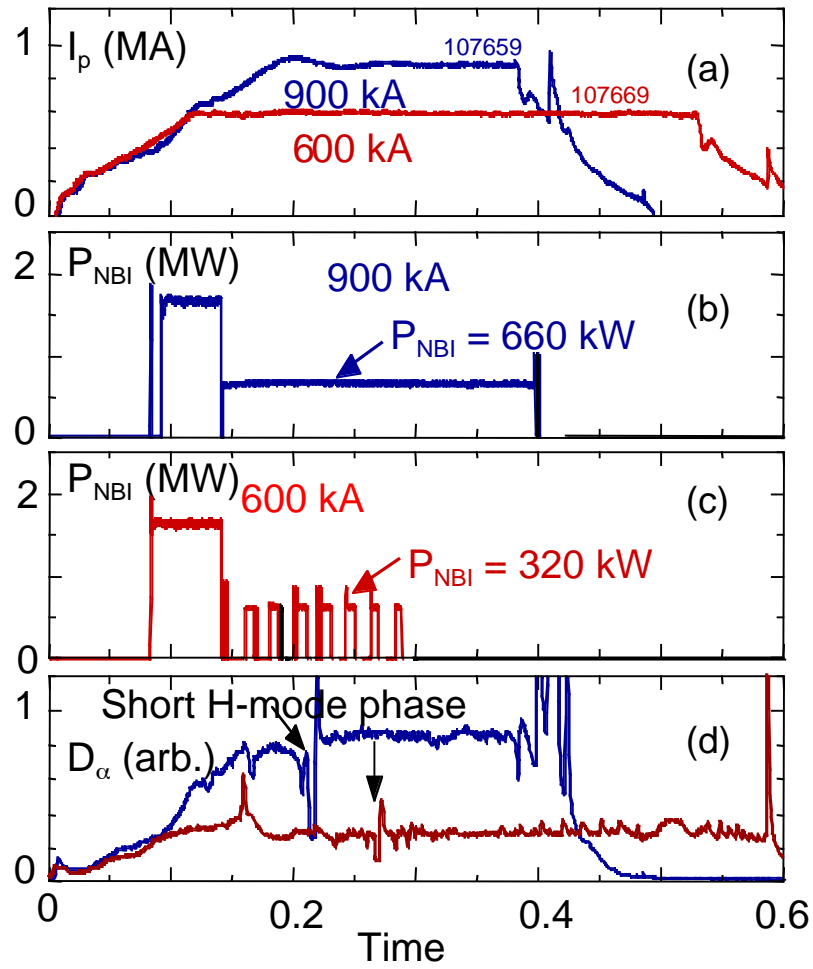 1
I_p (MA)
107659
(a)
900 kA
107669
600 kA
0
2
P_NBI (MW)
900 kA
(b)
P_NBI = 660 kW
0
P_NBI (MW)
2
600 kA
(c)
P_NBI = 320 kW
0
1
Short H-mode phase
(d)
D_α (arb.)
0
0 0.2 0.4 0.6
Time